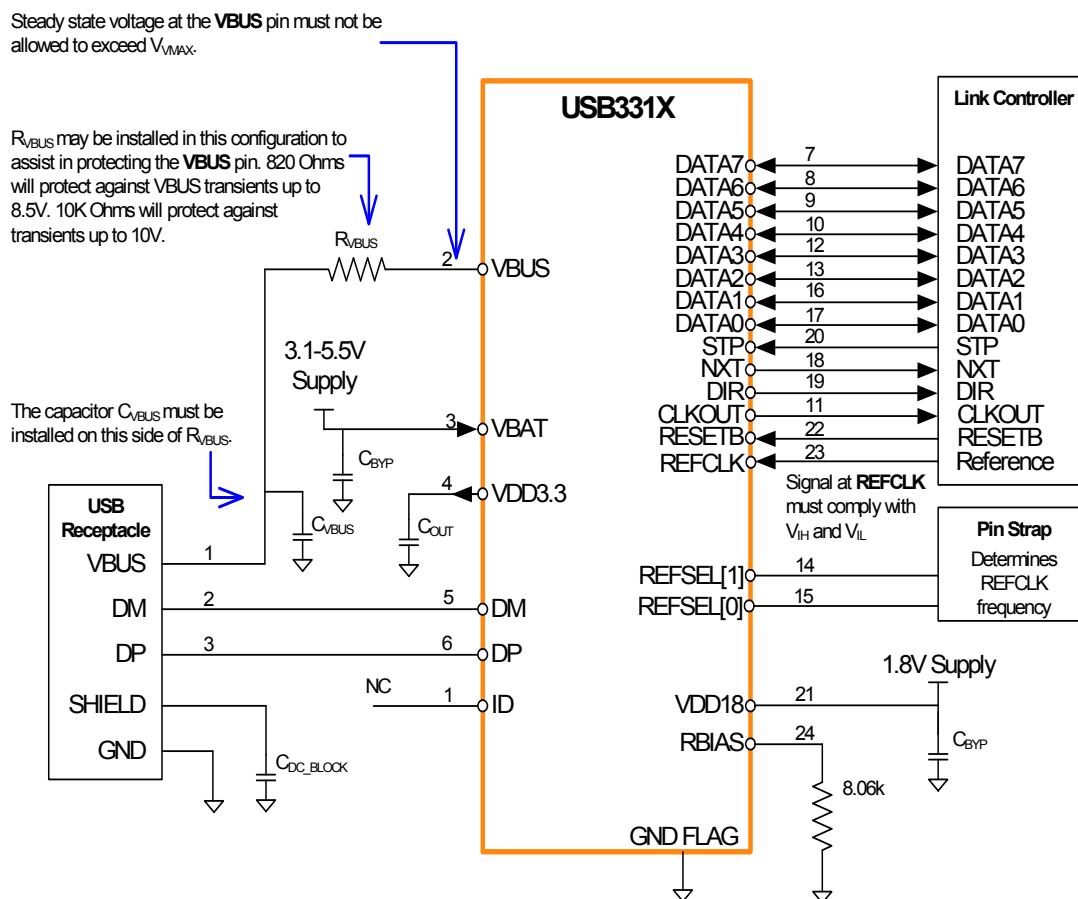 Steady state voltage at the VBUS pin must not be
allowed to exceed VVMAX.
RVBUS may be installed in this configuration to
assist in protecting the VBUS pin. 820 Ohms
will protect against VBUS transients up to
8.5V. 10K Ohms will protect against
transients up to 10V.
RVBUS
2
VBUS
3.1-5.5V
Supply
The capacitor CVBUS must be
installed on this side of RVBUS.
3
VBAT
CBYP
4
VDD3.3
COUT
CVBUS
USB
Receptacle
VBUS
1
DM
2
5
DM
DP
3
6
DP
NC
1
ID
SHIELD
GND
CDC_BLOCK
USB331X
Link Controller
DATA7
7
DATA7
DATA6
8
DATA6
DATA5
9
DATA5
DATA4
10
DATA4
DATA3
12
DATA3
DATA2
13
DATA2
DATA1
16
DATA1
DATA0
17
DATA0
STP
20
STP
NXT
18
NXT
DIR
19
DIR
CLKOUT
11
CLKOUT
RESETB
22
RESETB
REFCLK
23
Reference
Signal at REFCLK
must comply with
VIH and VIL
Pin Strap
Determines
REFCLK
frequency
REFSEL[1]
14
REFSEL[0]
15
1.8V Supply
VDD18
21
CBYP
RBIAS
24
8.06k
GND FLAG